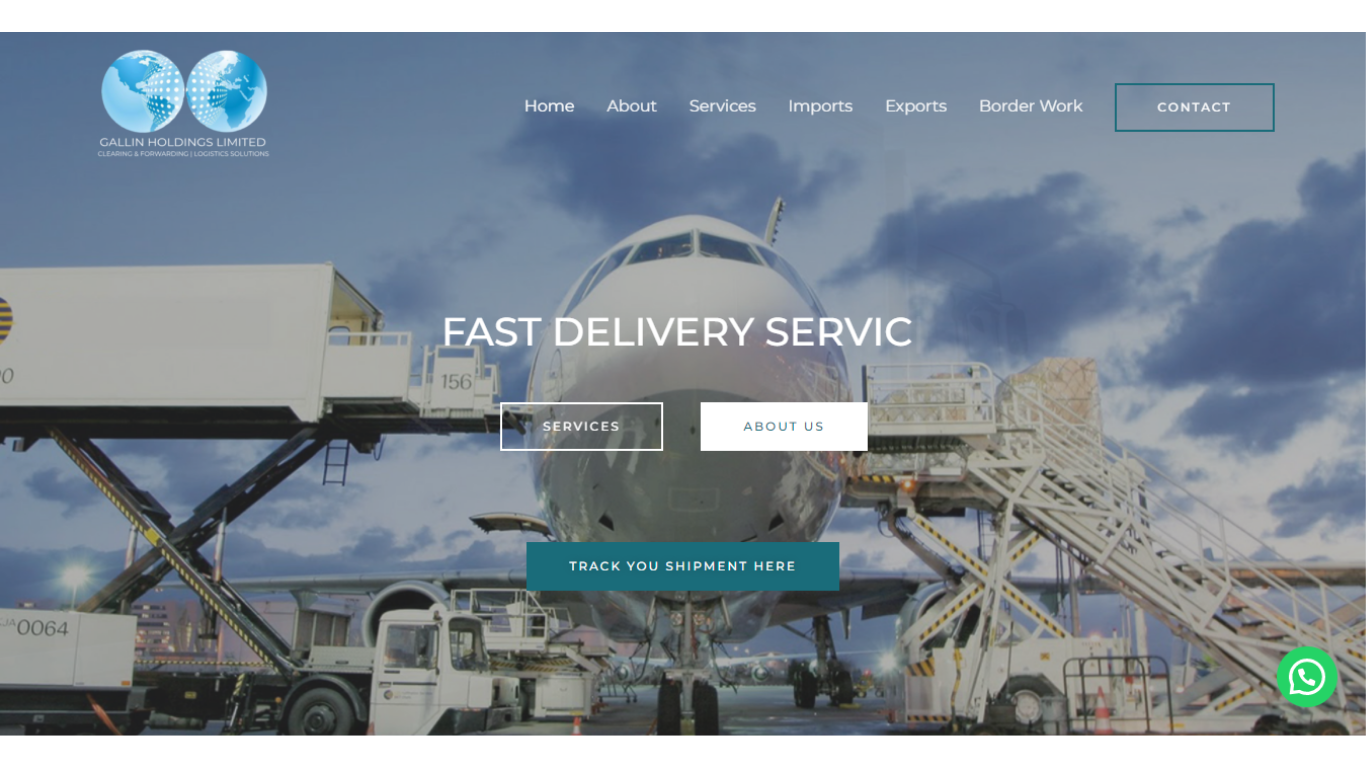 GALLIN HOLDINGS LIMITED
CLEARING & FORWARDING | LOGISTICS SOLUTIONS
Home About Services Imports Exports Border Work CONTACT
FAST DELIVERY SERVIC
156
SERVICES ABOUT US
TRACK YOU SHIPMENT HERE
0064